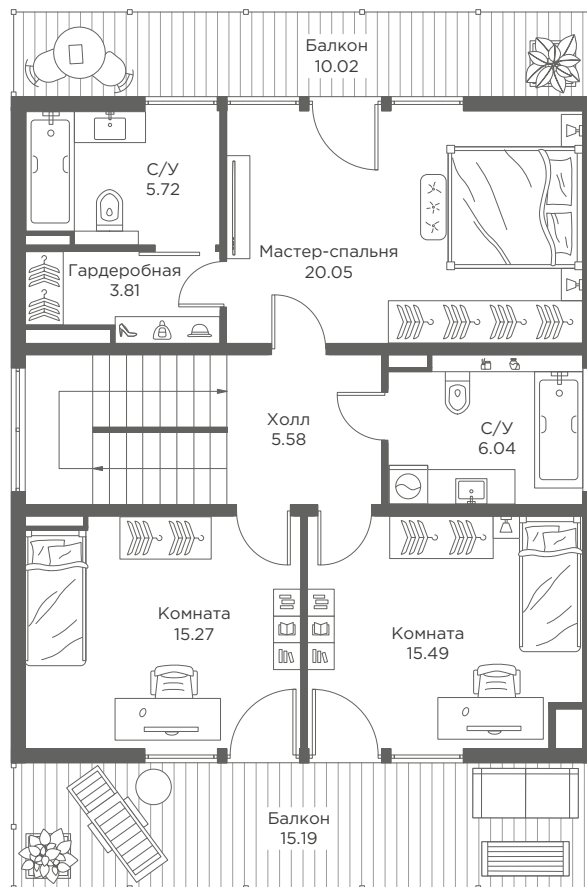 Балкон
10.02
С/У
5.72
Мастер-спальня
20.05
Гардеробная
3.81
Холл
5.58
С/У
6.04
Комната
15.27
Комната
15.49
Балкон
15.19